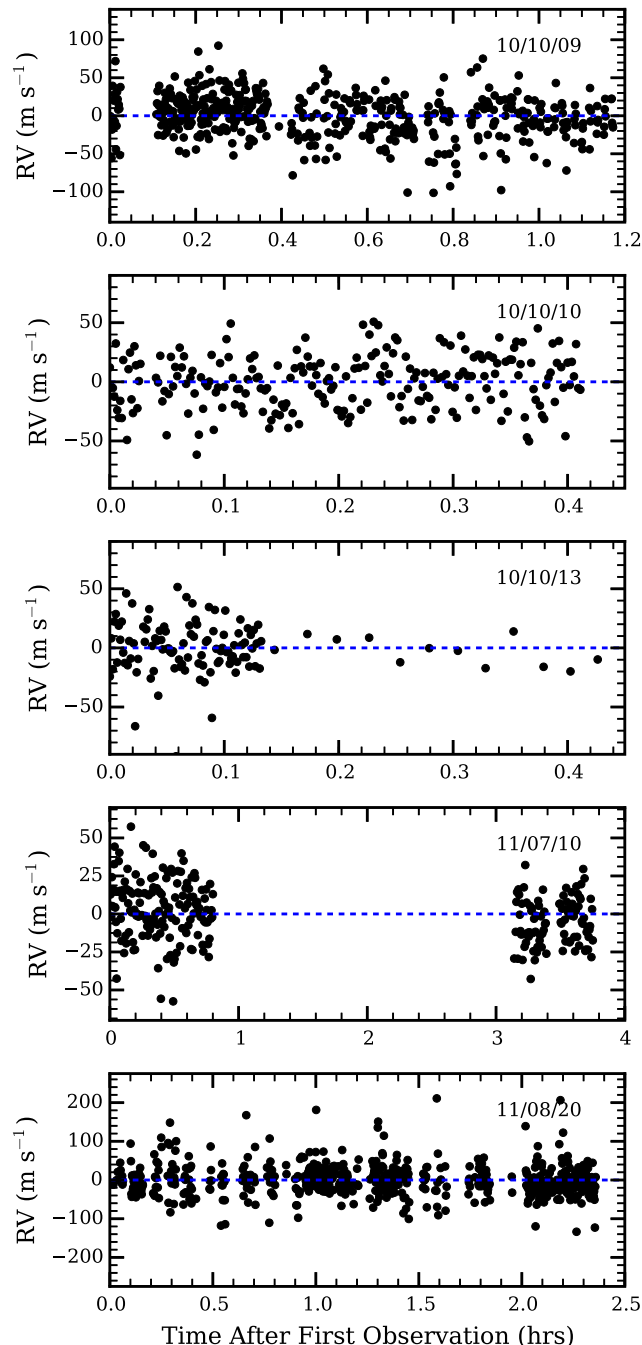 100
50
0
−50
−100
RV (m s⁻¹)
10/10/09
0.0 0.2 0.4 0.6 0.8 1.0 1.2
50
0
−50
RV (m s⁻¹)
10/10/10
0.0 0.1 0.2 0.3 0.4
50
0
−50
RV (m s⁻¹)
10/10/13
0.0 0.1 0.2 0.3 0.4
50
25
0
−25
−50
RV (m s⁻¹)
11/07/10
0 1 2 3 4
200
100
0
−100
−200
RV (m s⁻¹)
11/08/20
0.0 0.5 1.0 1.5 2.0 2.5
Time After First Observation (hrs)